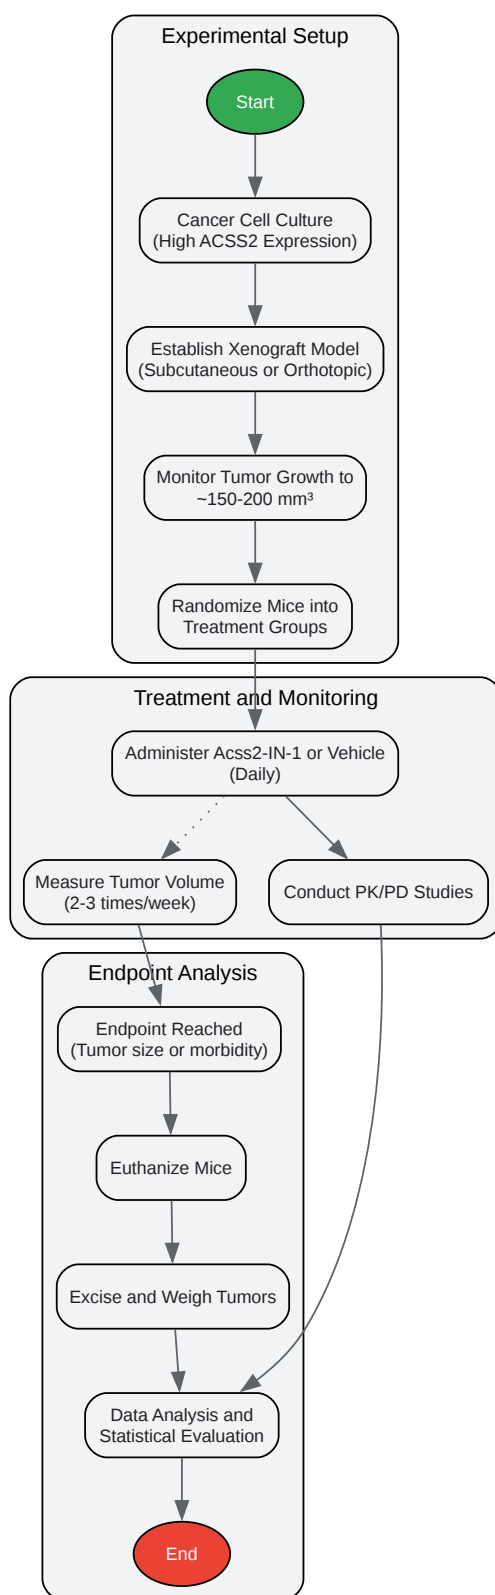 Experimental Setup
Start
Cancer Cell Culture
(High ACSS2 Expression)
Establish Xenograft Model
(Subcutaneous or Orthotopic)
Monitor Tumor Growth to
~150-200 mm³
Randomize Mice into
Treatment Groups
Treatment and Monitoring
Administer Acss2-IN-1 or Vehicle
(Daily)
Measure Tumor Volume
(2-3 times/week)
Conduct PK/PD Studies
Endpoint Analysis
Endpoint Reached
(Tumor size or morbidity)
Euthanize Mice
Excise and Weigh Tumors
Data Analysis and
Statistical Evaluation
End